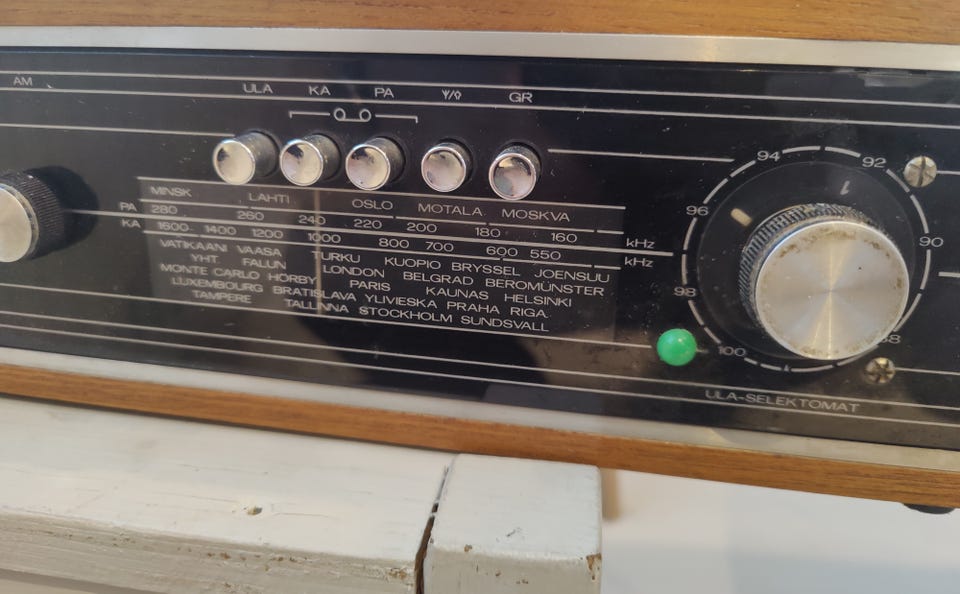 AM
ULA KA PA GR
MINSK LAHTI OSLO MOTALA MOSKVA
PA 280 260 240 220 200 180 160 kHz
KA 1600 1400 1200 1000 800 700 600 550 kHz
VATIKAANI VAASA TURKU KUOPIO BRYSSEL JOENSUU
YHT. FALUN LONDON BELGRAD BEROMÜNSTER
MONTE CARLO HÖRBY PARIS KAUNAS HELSINKI
LUXEMBOURG BRATISLAVA YLIVIESKA PRAHA RIGA
TAMPERE TALLINNA STOCKHOLM SUNDSVALL
94 92
96 90
98 88
100
ULA-SELEKTOMAT